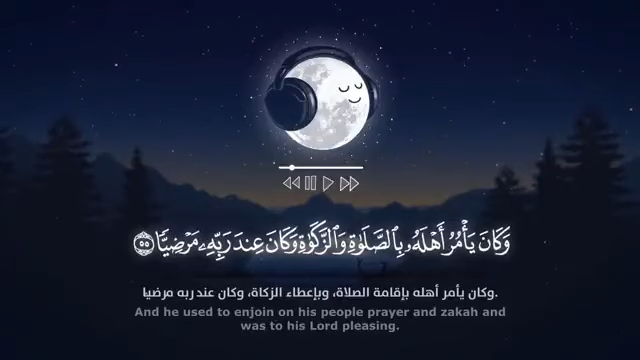 وَكَانَ يَأْمُرُ أَهْلَهُۥ بِٱلصَّلَوٰةِ وَٱلزَّكَوٰةِ وَكَانَ عِندَ رَبِّهِۦ مَرْضِيًّا ٥٥
وكان يأمر أهله بإقامة الصلاة، وبإعطاء الزكاة، وكان عند ربه مرضيا.
And he used to enjoin on his people prayer and zakah and
was to his Lord pleasing.